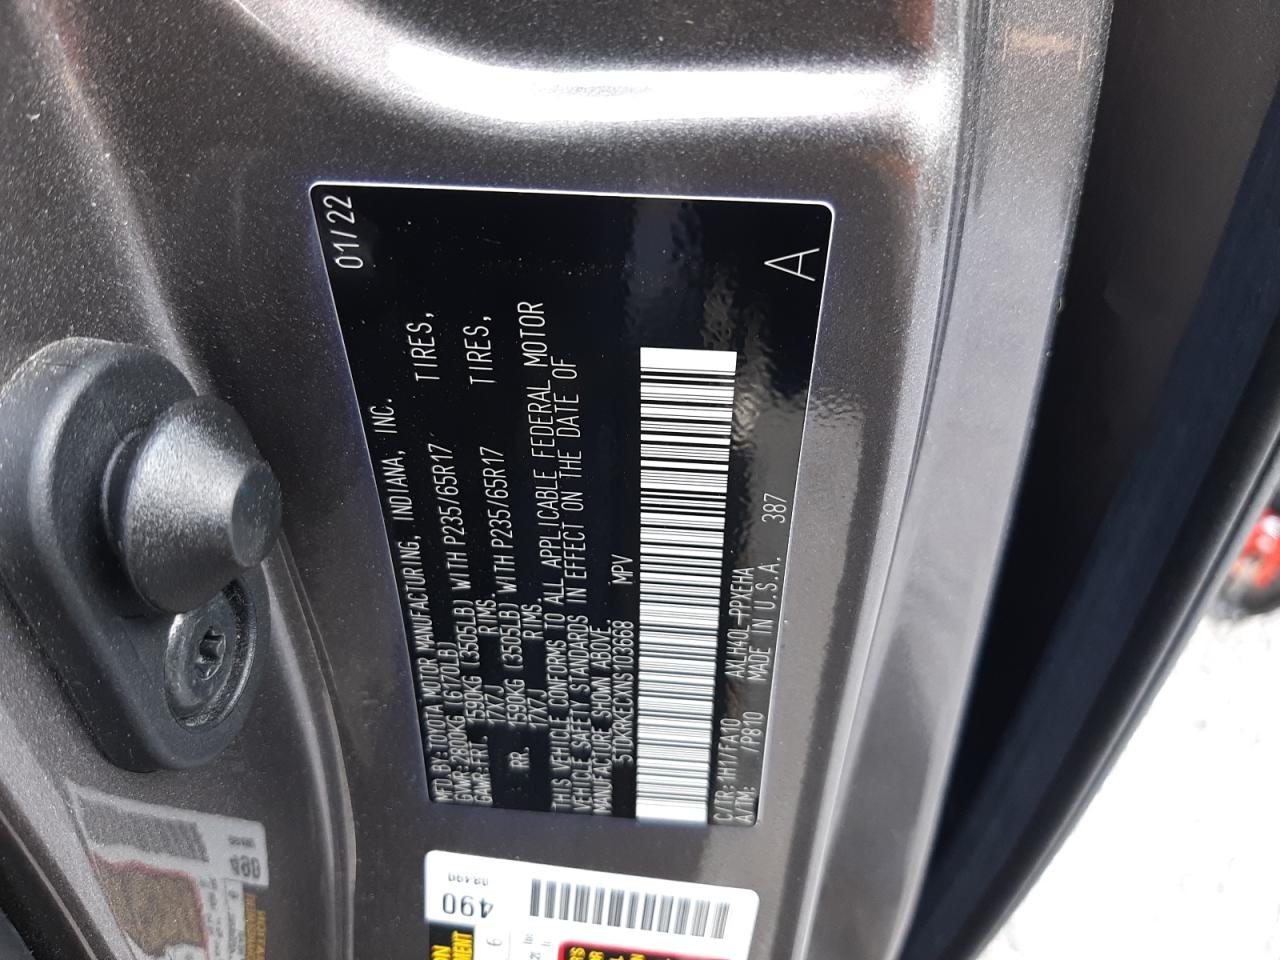 MFD. BY: TOYOTA MOTOR MANUFACTURING, INDIANA, INC. 01/22
GVWR: 2800KG (6170LB)
GAWR: FRT. 1590KG (3505LB) WITH P235/65R17 TIRES,
17X7J RIMS
RR. 1590KG (3505LB) WITH P235/65R17 TIRES,
17X7J RIMS
THIS VEHICLE CONFORMS TO ALL APPLICABLE FEDERAL MOTOR
VEHICLE SAFETY STANDARDS IN EFFECT ON THE DATE OF
MANUFACTURE SHOWN ABOVE.
5TDKRKECXNS103668 MPV
C/TR: 1H1/FA10 AXLH40L-PPXEHA
A/TM: /P810 MADE IN U.S.A. 387
A
490